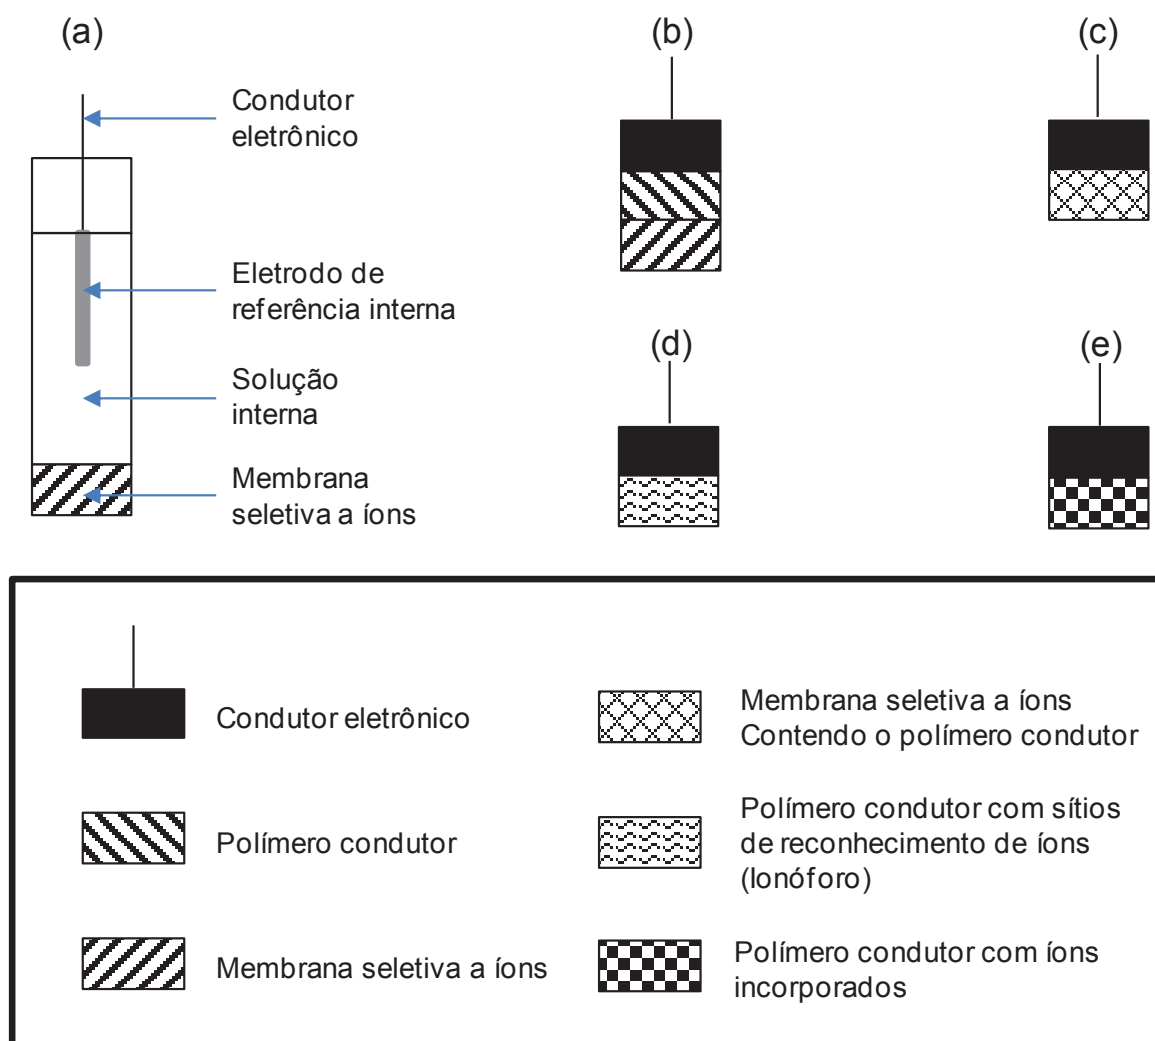 (a)
(b)
(c)
Condutor
eletrônico
Eletrodo de
referência interna
(d)
(e)
Solução
interna
Membrana
seletiva a íons
Condutor eletrônico
Membrana seletiva a íons
Contendo o polímero condutor
Polímero condutor
Polímero condutor com sítios
de reconhecimento de íons
(Ionóforo)
Membrana seletiva a íons
Polímero condutor com íons
incorporados